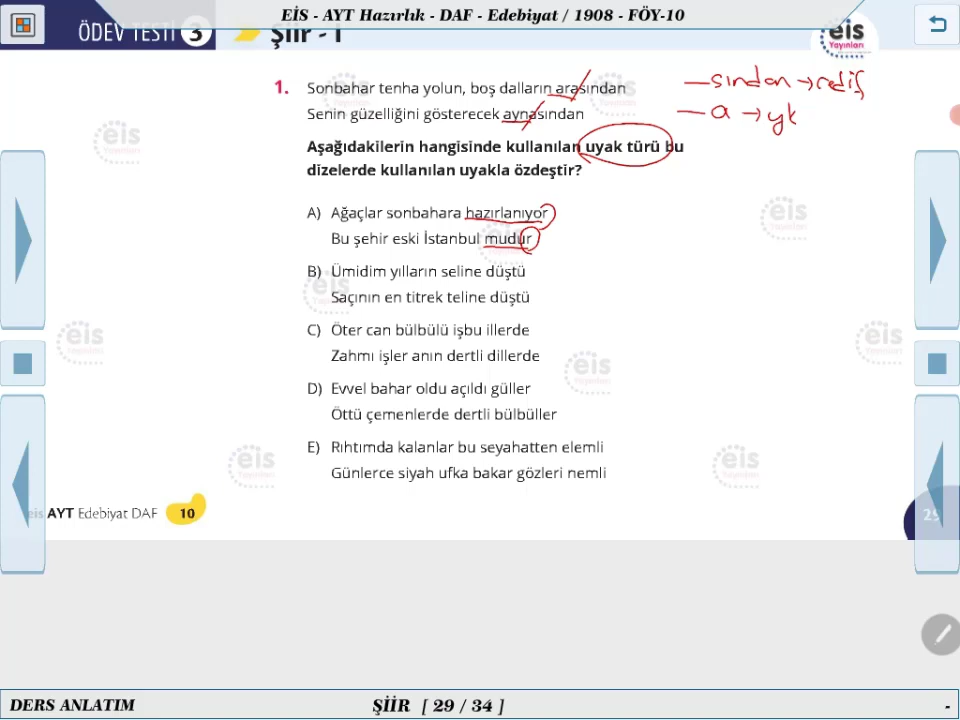 EİS - AYT Hazırlık - DAF - Edebiyat / 1908 - FÖY-10
ÖDEV TESTİ 3
Şiir - I
eis
Yayınları
—sından → redif
— a → yk
1. Sonbahar tenha yolun, boş dalların arasından
Senin güzelliğini gösterecek aynasından
Aşağıdakilerin hangisinde kullanılan uyak türü bu
dizelerde kullanılan uyakla özdeştir?
A) Ağaçlar sonbahara hazırlanıyor
Bu şehir eski İstanbul mudur
B) Ümidim yılların seline düştü
Saçının en titrek teline düştü
C) Öter can bülbülü işbu illerde
Zahmı işler anın dertli dillerde
D) Evvel bahar oldu açıldı güller
Öttü çemenlerde dertli bülbüller
E) Rıhtımda kalanlar bu seyahatten elemli
Günlerce siyah ufka bakar gözleri nemli
eis AYT Edebiyat DAF 10
29
DERS ANLATIM
ŞİİR [ 29 / 34 ]
-